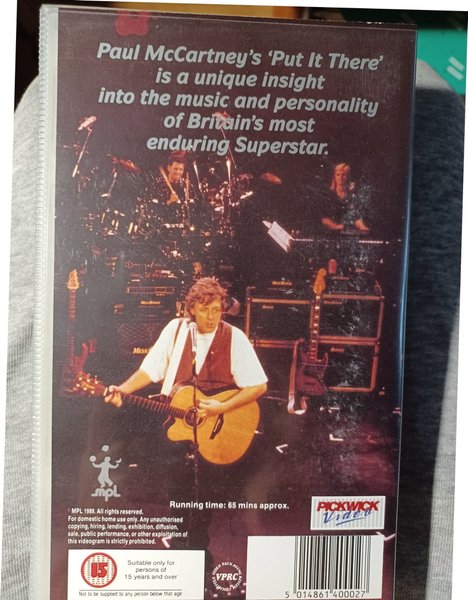 Paul McCartney's 'Put It There'
is a unique insight
into the music and personality
of Britain's most
enduring Superstar.
mpl
Running time: 65 mins approx.
PICKWICK
Video
MPL 1989. All rights reserved.
For domestic home use only. Any unauthorised
copying, hiring, lending, exhibition, diffusion,
sale, public performance, or other exploitation of
this videogram is strictly prohibited.
15
Suitable only for
persons of
15 years and over
Not to be supplied to any person below that age
VPRC
5 014861 400027